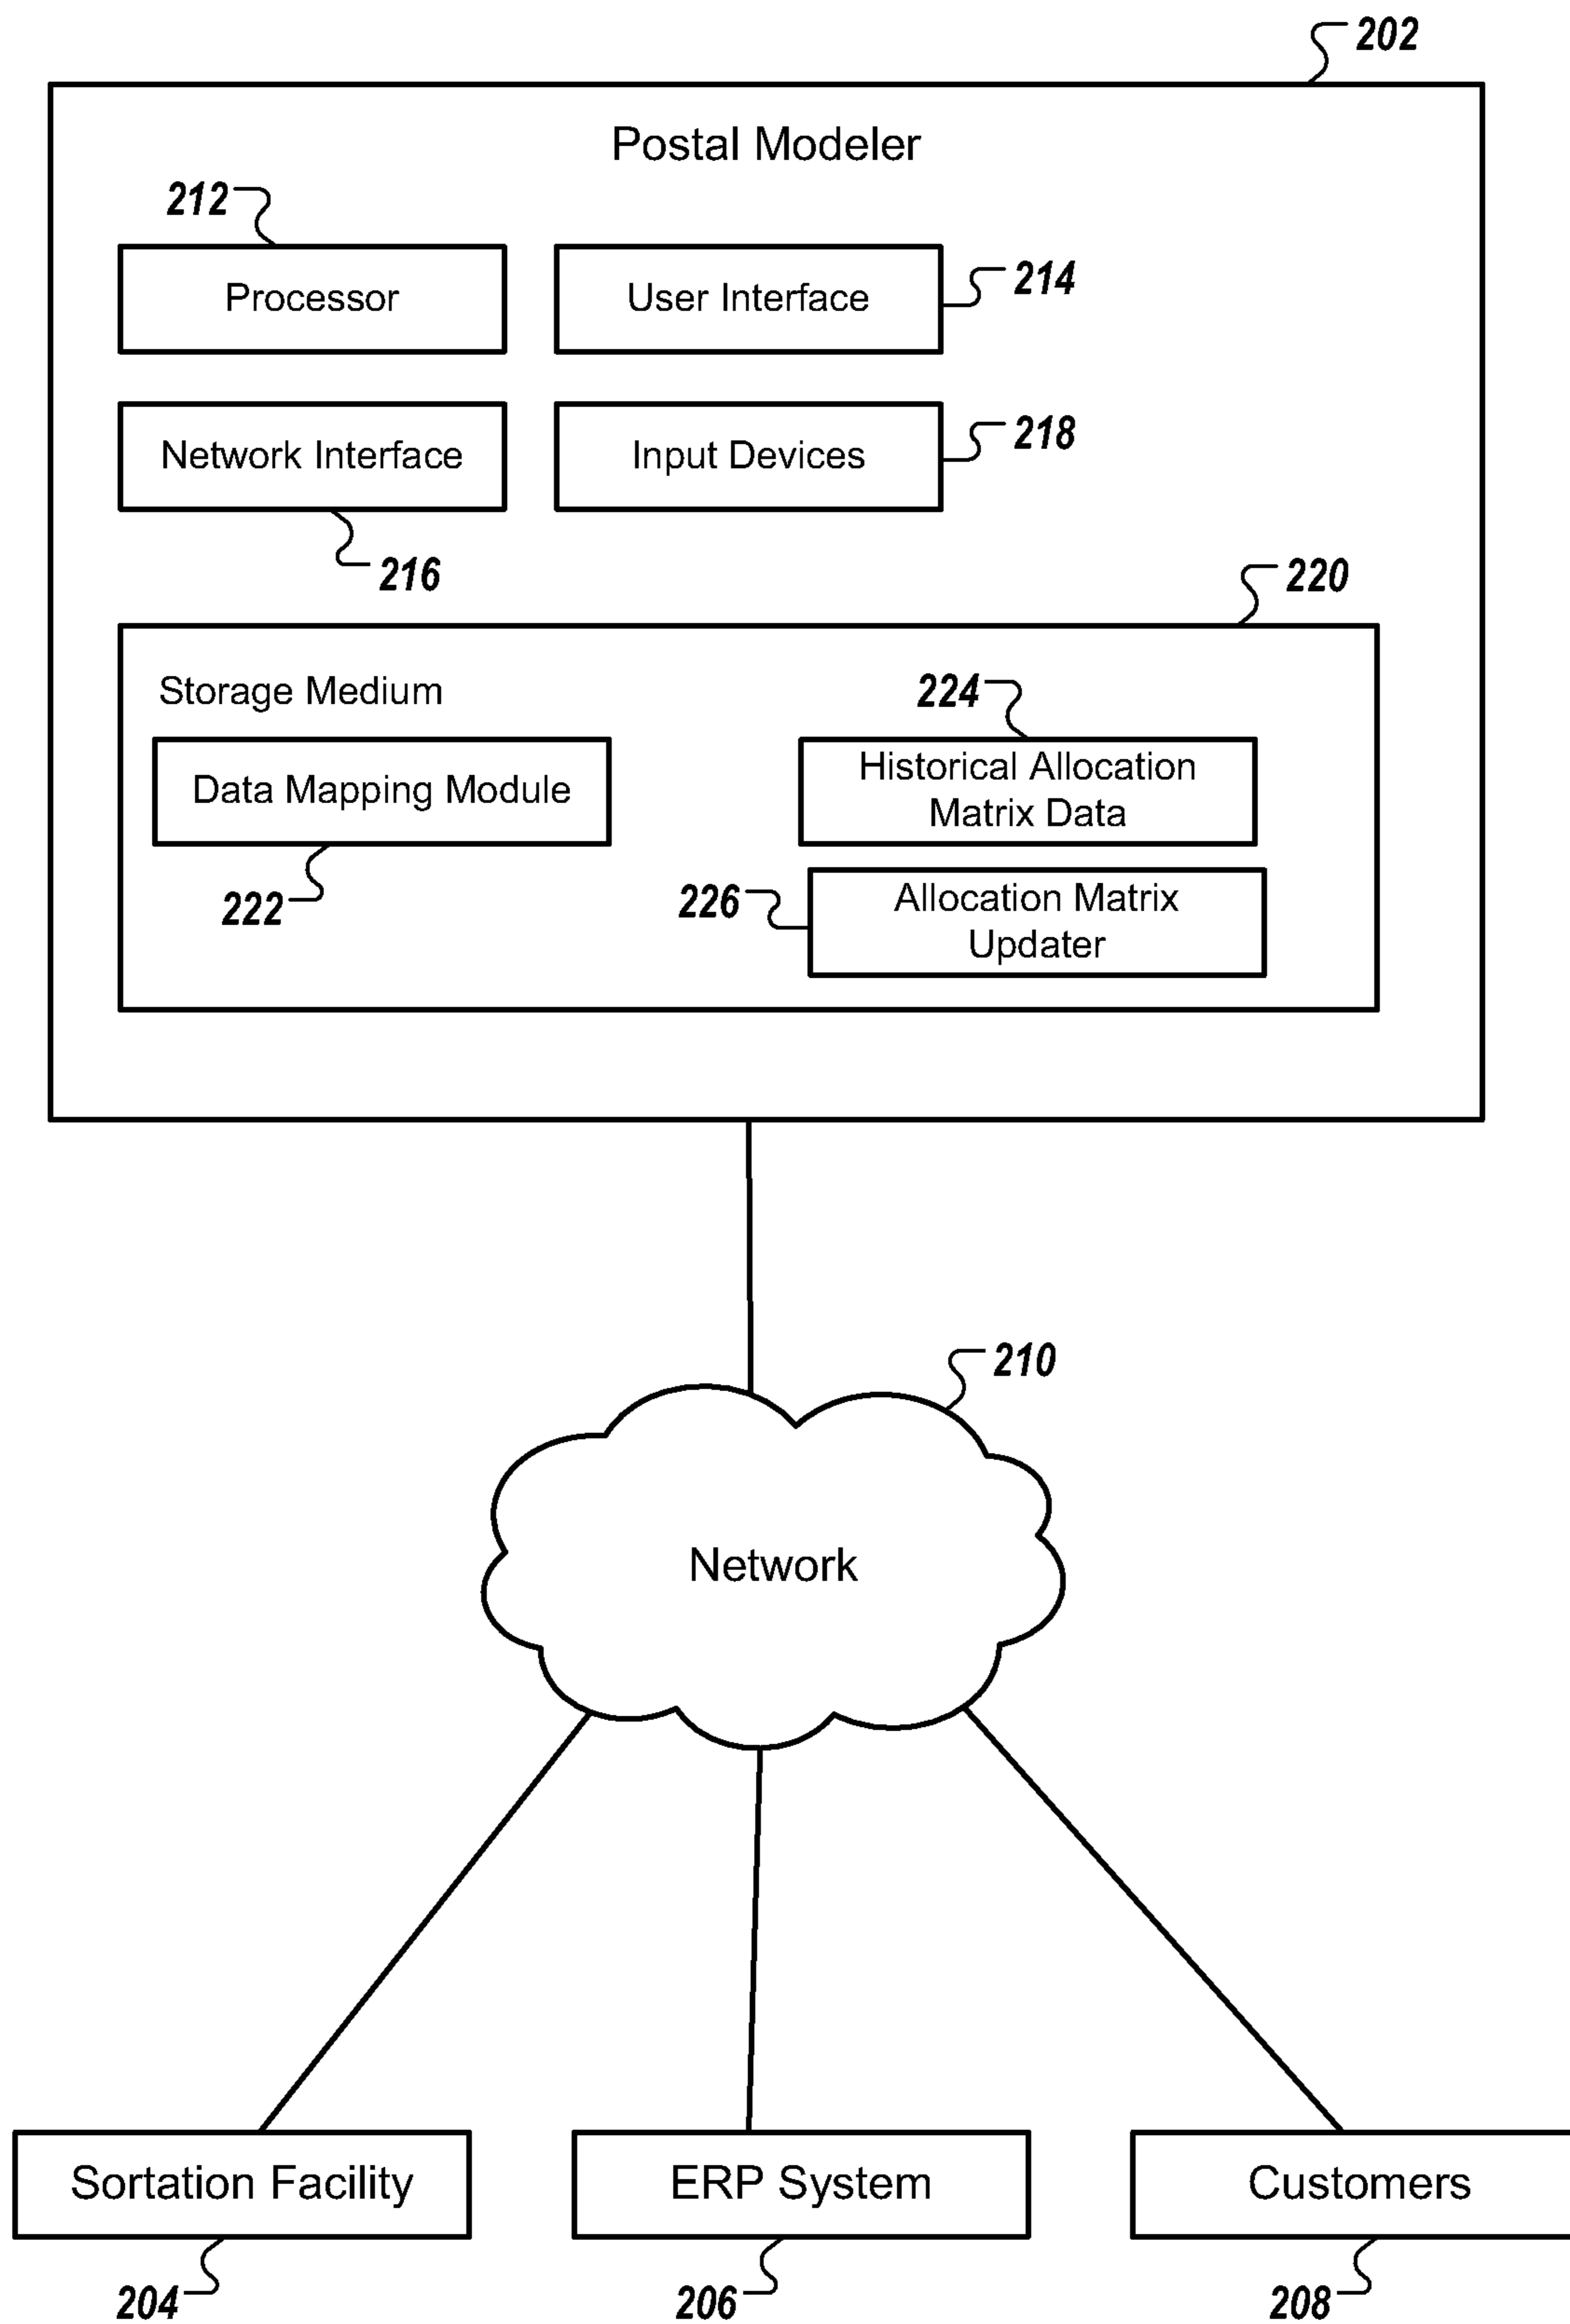 202
Postal Modeler
212
Processor
User Interface
214
Network Interface
Input Devices
218
216
220
Storage Medium
224
Data Mapping Module
Historical Allocation
Matrix Data
222
226
Allocation Matrix
Updater
210
Network
Sortation Facility
ERP System
Customers
204
206
208